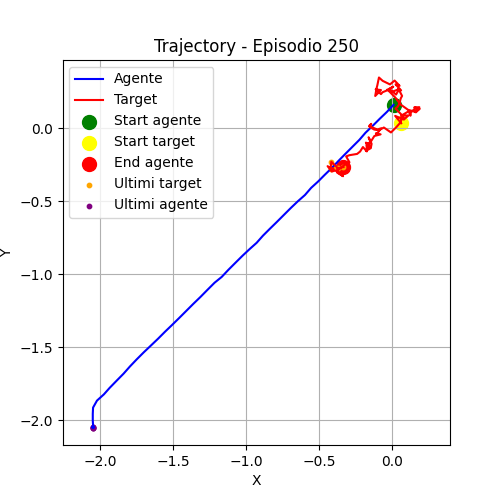 Trajectory - Episodio 250
Agente
Target
Start agente
Start target
End agente
Ultimi target
Ultimi agente
0.0
−0.5
−1.0
−1.5
−2.0
Y
−2.0 −1.5 −1.0 −0.5 0.0
X